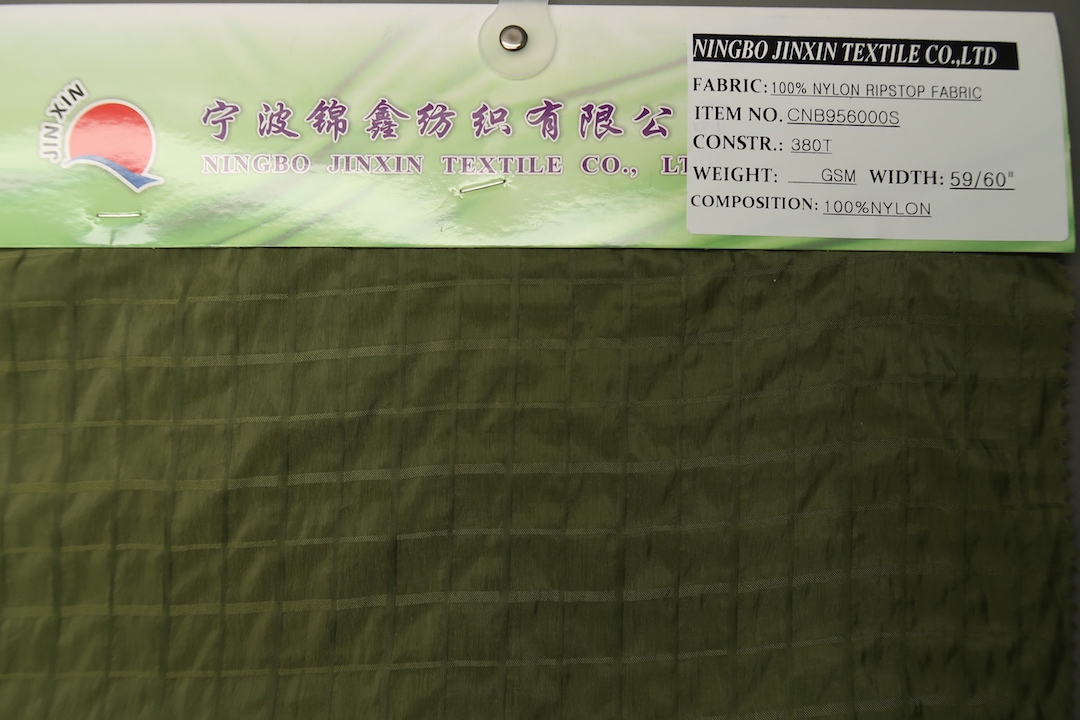 JIN XIN
宁波锦鑫纺织有限公
NINGBO JINXIN TEXTILE CO., LT
NINGBO JINXIN TEXTILE CO.,LTD
FABRIC: 100% NYLON RIPSTOP FABRIC
ITEM NO. CNB956000S
CONSTR.: 380T
WEIGHT: ___GSM WIDTH: 59/60"
COMPOSITION: 100%NYLON